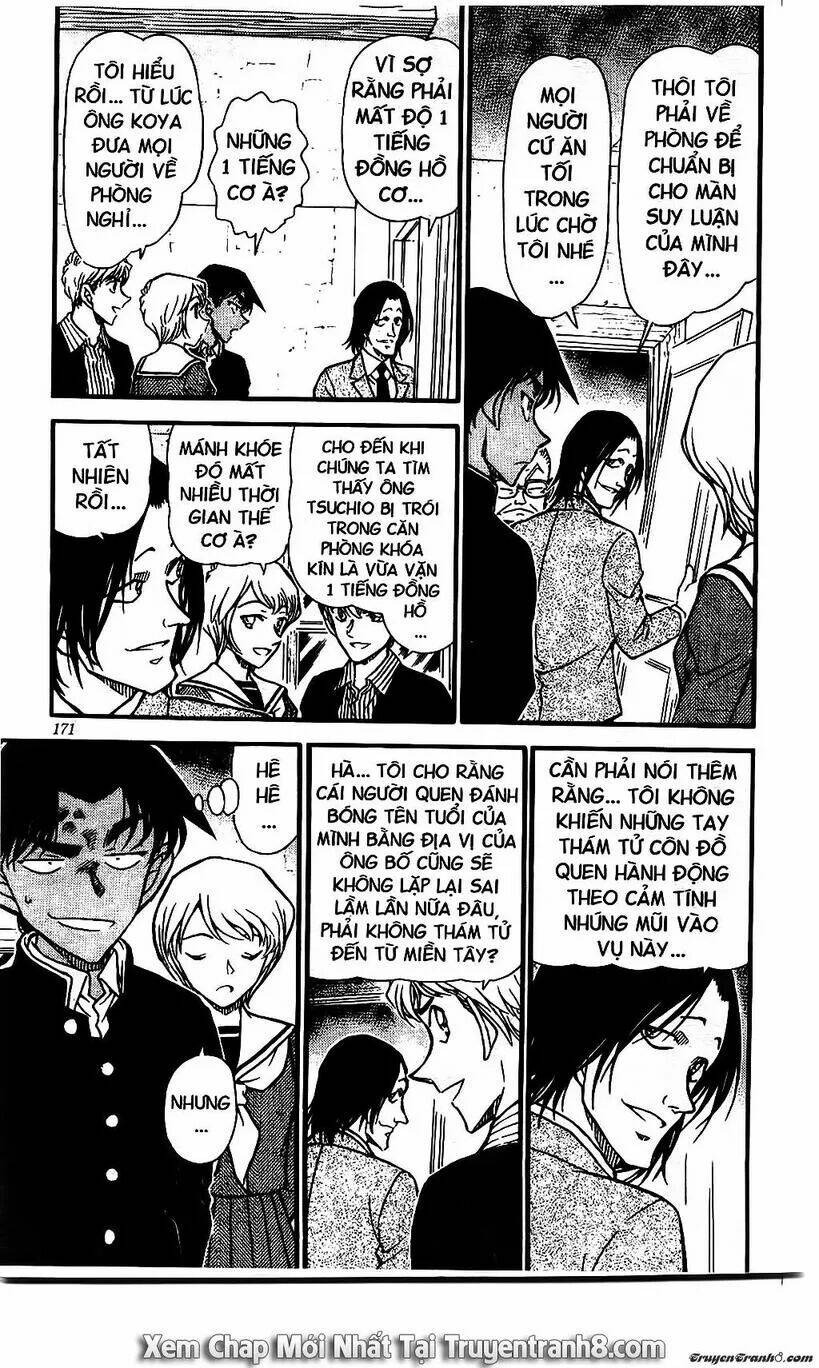 THÔI TÔI
PHẢI VỀ
PHÒNG ĐỂ
CHUẨN BỊ
CHO MÀN
SUY LUẬN
CỦA MÌNH
ĐÂY...
MỌI
NGƯỜI
CỨ ĂN
TỐI
TRONG
LÚC CHỜ
TÔI NHÉ
...
VÌ SỢ
RẰNG PHẢI
MẤT ĐỘ 1
TIẾNG
ĐỒNG HỒ
CƠ...
NHỮNG
1 TIẾNG
CƠ À?
TÔI HIỂU
RỒI... TỪ LÚC
ÔNG KOYA
ĐƯA MỌI
NGƯỜI VỀ
PHÒNG
NGHỈ...
CHO ĐẾN KHI
CHÚNG TA TÌM
THẤY ÔNG
TSUCHIO BỊ TRÓI
TRONG CĂN
PHÒNG KHÓA
KÍN LÀ VỪA VẶN
1 TIẾNG ĐỒNG
HỒ
...
MÁNH KHÓE
ĐÓ MẤT
NHIỀU THỜI
GIAN THẾ
CƠ À?
TẤT
NHIÊN
RỒI...
171
CẦN PHẢI NÓI THÊM
RẰNG... TÔI KHÔNG
KHIẾN NHỮNG TAY
THÁM TỬ CÔN ĐỒ
QUEN HÀNH ĐỘNG
THEO CẢM TÍNH
NHÚNG MŨI VÀO
VỤ NÀY...
HÀ... TÔI CHO RẰNG
CÁI NGƯỜI QUEN ĐÁNH
BÓNG TÊN TUỔI CỦA
MÌNH BẰNG ĐỊA VỊ CỦA
ÔNG BỐ CŨNG SẼ
KHÔNG LẶP LẠI SAI
LẦM LẦN NỮA ĐÂU,
PHẢI KHÔNG THÁM TỬ
ĐẾN TỪ MIỀN TÂY?
HÊ
HÊ
...
NHƯNG
...
Xem Chap Mới Nhất Tại Truyentranh8.com
TruyenTranh8.com